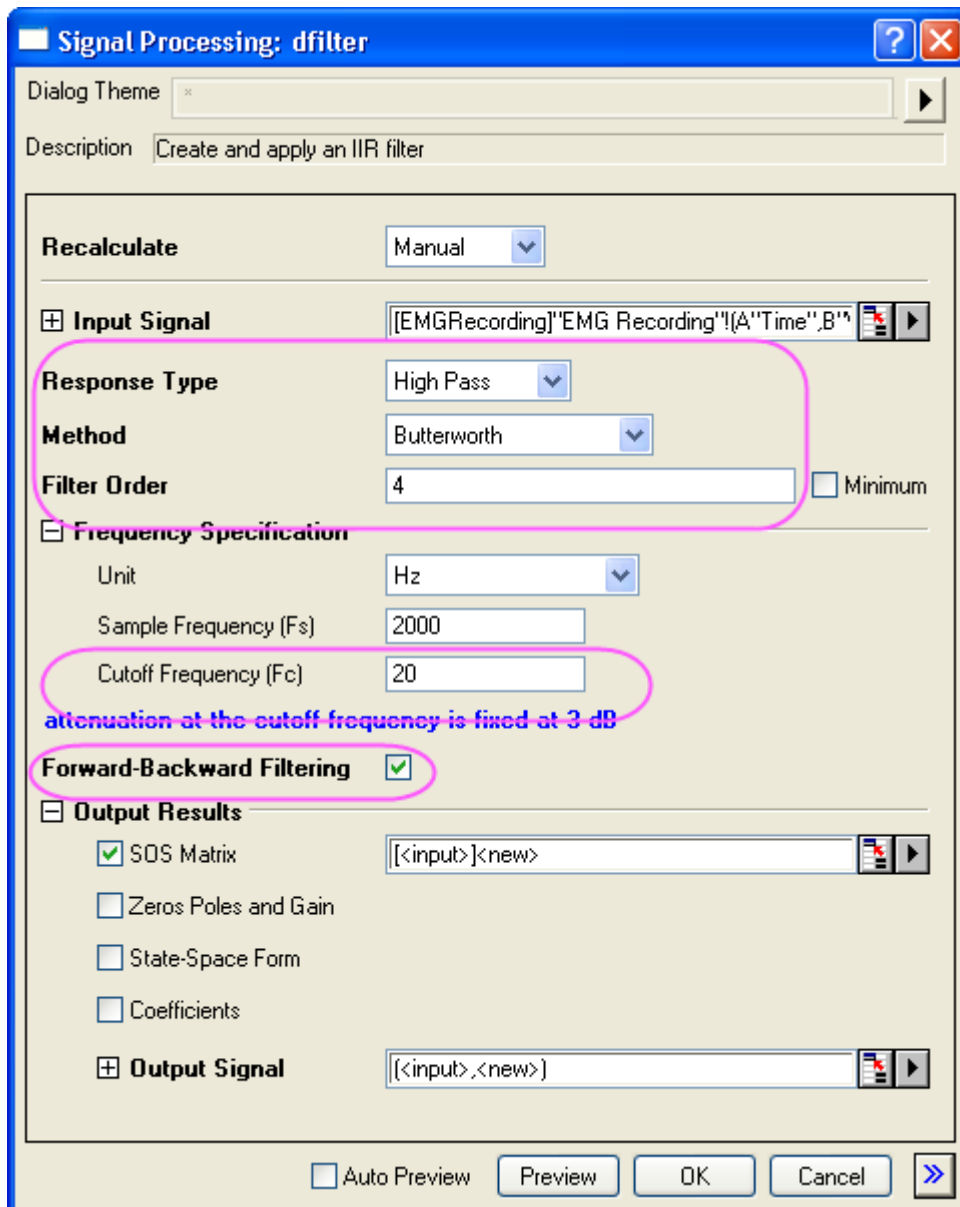 Signal Processing: dfilter
Dialog Theme *
Description Create and apply an IIR filter
Recalculate Manual
Input Signal [EMGRecording]"EMG Recording"!(A"Time",B"
Response Type High Pass
Method Butterworth
Filter Order 4 Minimum
Frequency Specification
Unit Hz
Sample Frequency (Fs) 2000
Cutoff Frequency (Fc) 20
attenuation at the cutoff frequency is fixed at 3 dB
Forward-Backward Filtering
Output Results
SOS Matrix [<input>]<new>
Zeros Poles and Gain
State-Space Form
Coefficients
Output Signal (<input>,<new>)
Auto Preview Preview OK Cancel